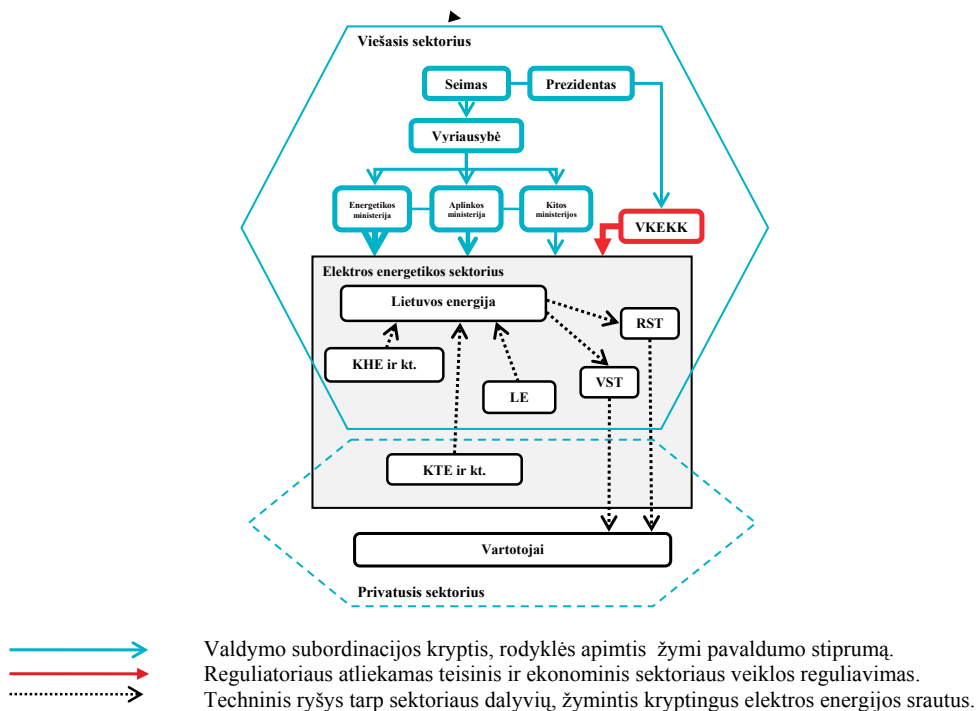 Viešasis sektorius
Seimas
Prezidentas
Vyriausybė
Energetikos
ministerija
Aplinkos
ministerija
Kitos
ministerijos
VKEKK
Elektros energetikos sektorius
Lietuvos energija
RST
KHE ir kt.
VST
LE
KTE ir kt.
Vartotojai
Privatusis sektorius
Valdymo subordinacijos kryptis, rodyklės apimtis žymi pavaldumo stiprumą.
Reguliatoriaus atliekamas teisinis ir ekonominis sektoriaus veiklos reguliavimas.
Techninis ryšys tarp sektoriaus dalyvių, žymintis kryptingus elektros energijos srautus.